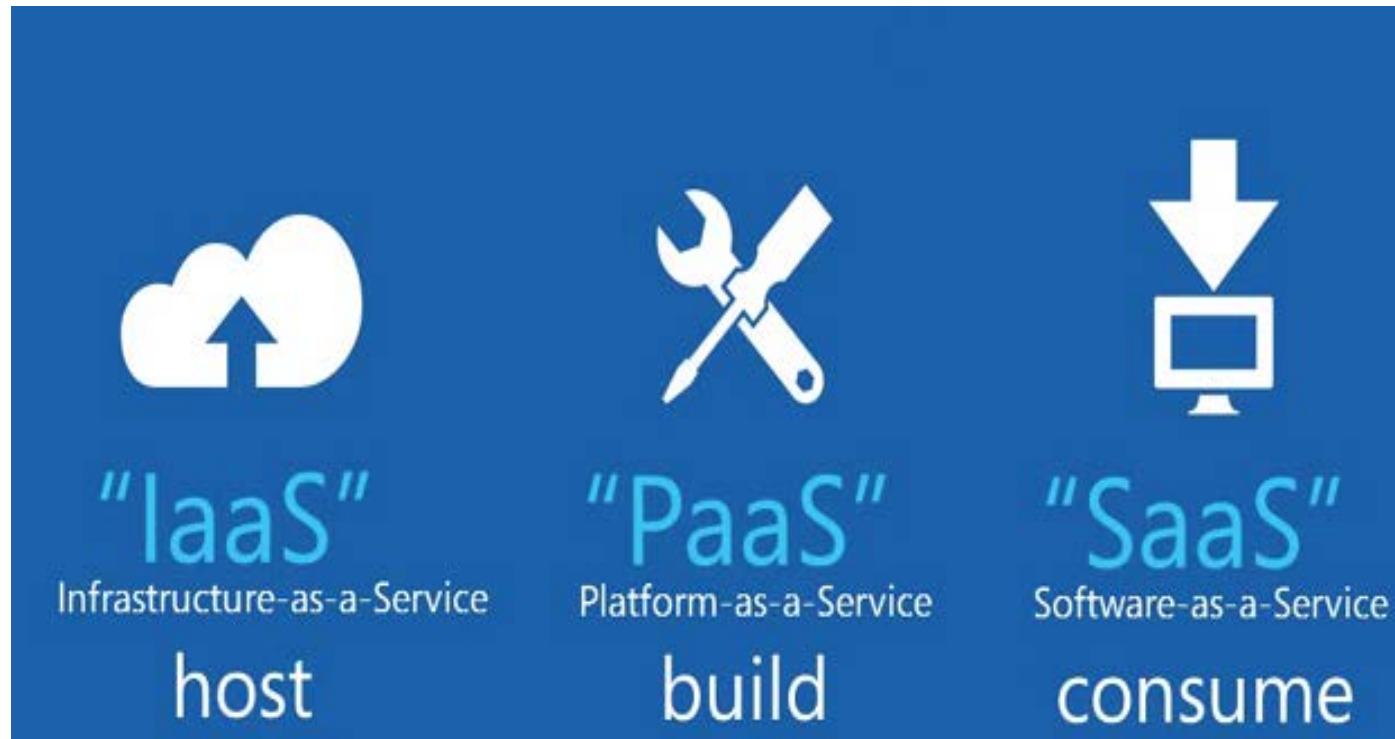 “IaaS”
Infrastructure-as-a-Service
host
“PaaS”
Platform-as-a-Service
build
“SaaS”
Software-as-a-Service
consume